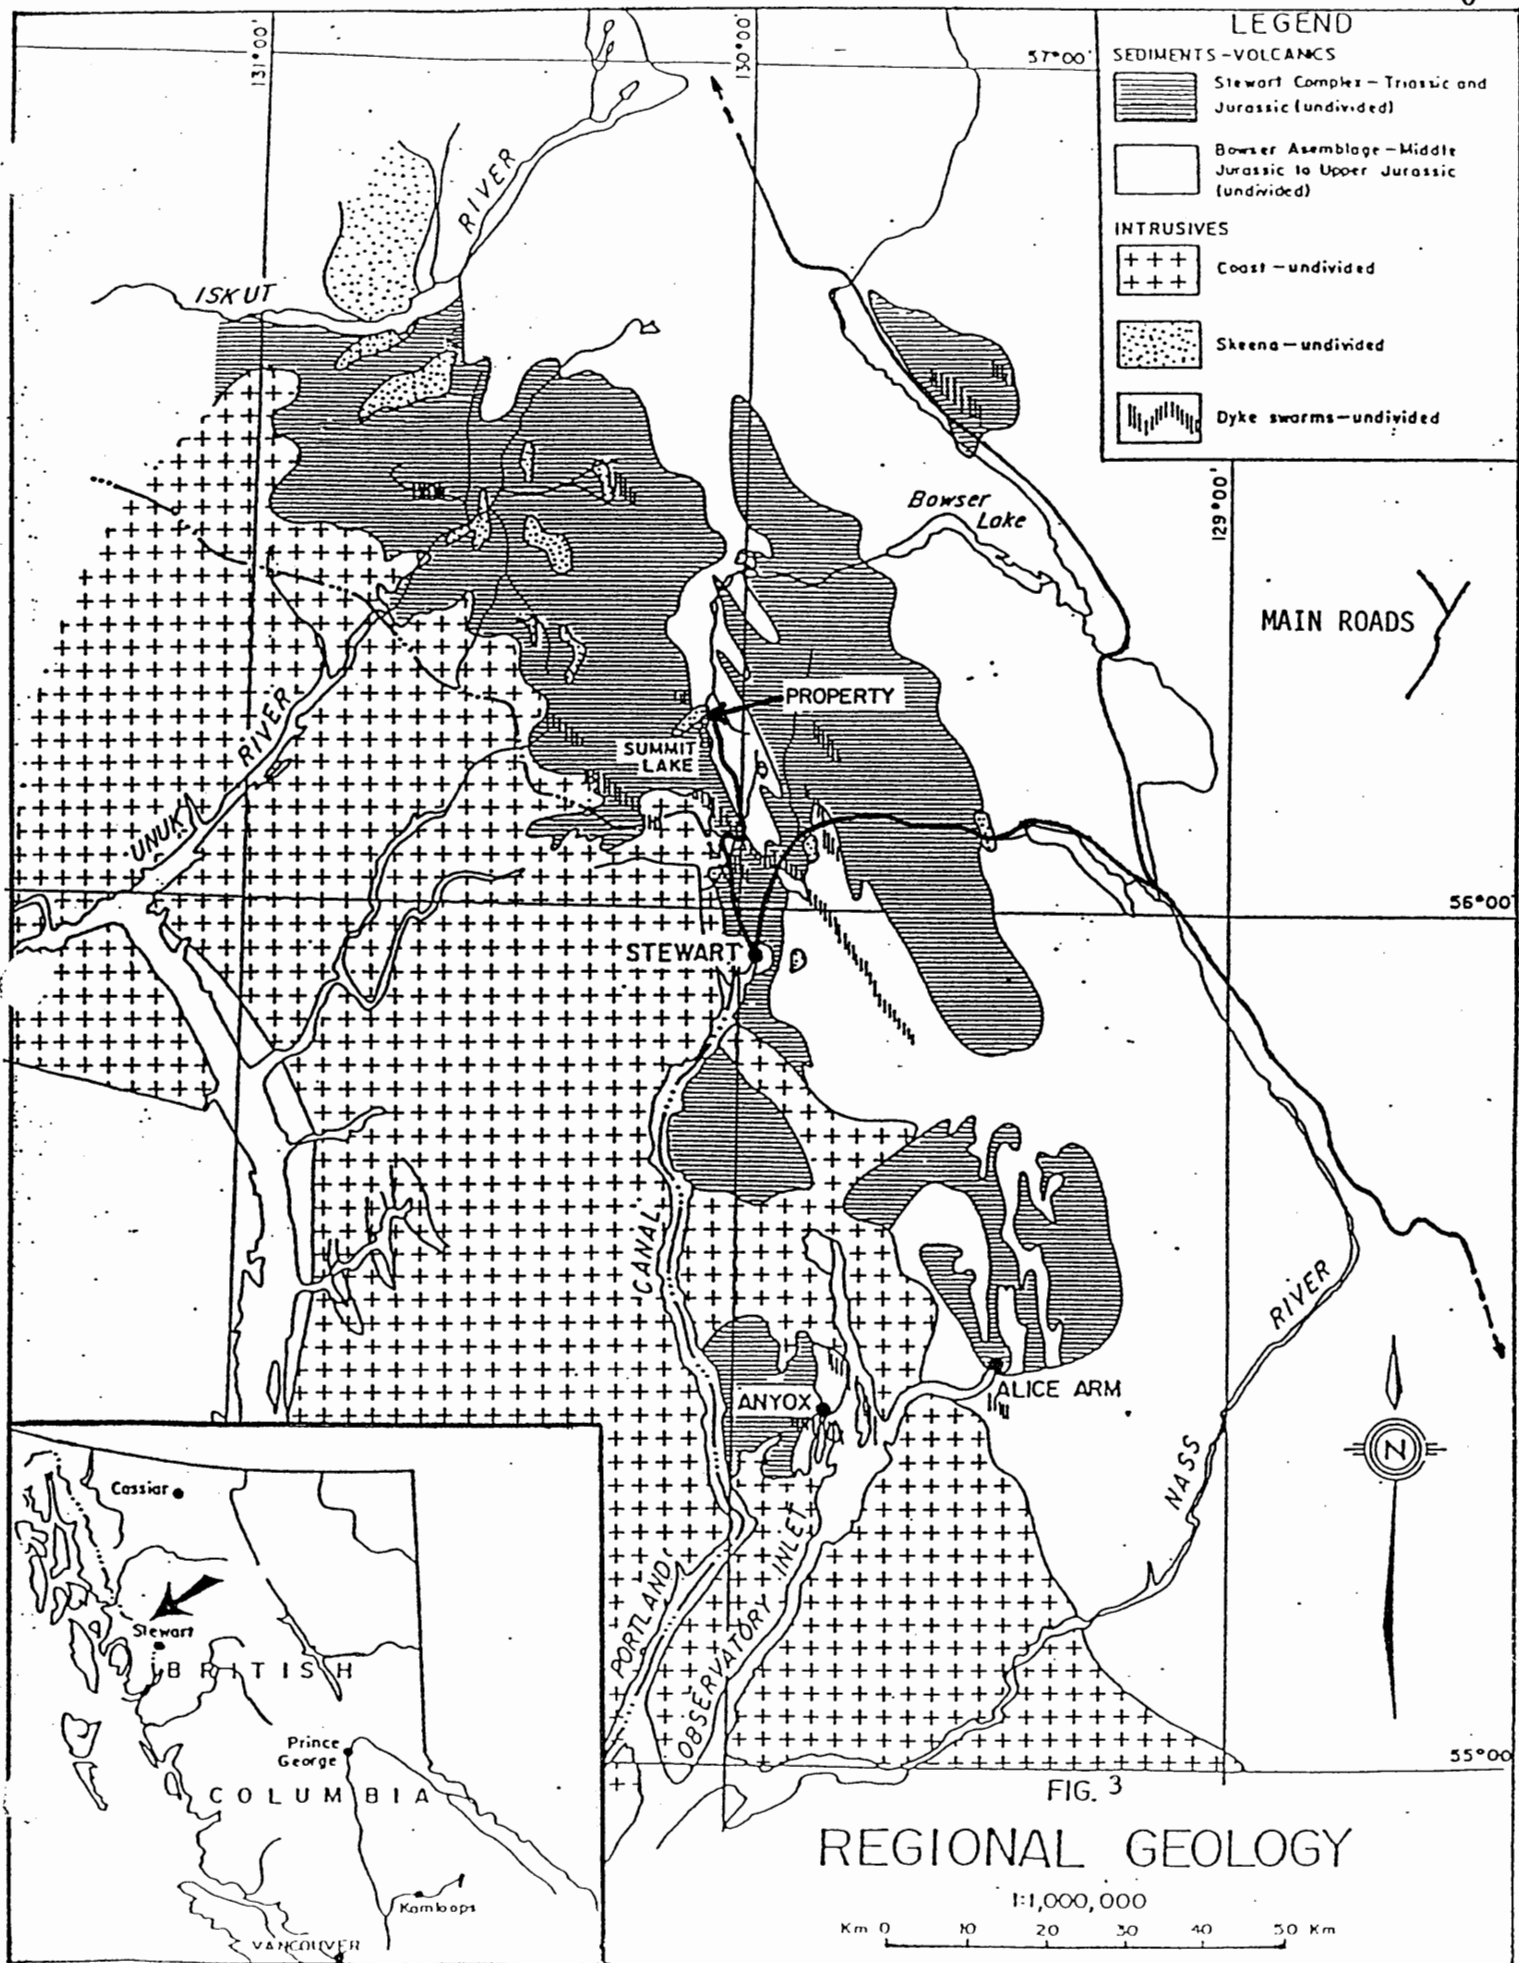 131°00'
130°00'
57°00'
LEGEND
SEDIMENTS-VOLCANICS
Stewart Complex - Triassic and
Jurassic (undivided)
Bowser Asemblage - Middle
Jurassic to Upper Jurassic
(undivided)
INTRUSIVES
Coast - undivided
Skeena - undivided
Dyke swarms - undivided
RIVER
ISKUT
Bowser
Lake
129°00'
MAIN ROADS
PROPERTY
SUMMIT
LAKE
UNUK RIVER
56°00'
STEWART
CANAL
RIVER
ALICE ARM
ANYOX
NASS
N
PORTLAND
OBSERVATORY INLET
55°00'
Cassiar
Stewart
BRITISH
Prince
George
COLUMBIA
Kamloops
VANCOUVER
FIG. 3
REGIONAL GEOLOGY
1:1,000,000
Km 0 10 20 30 40 50 Km